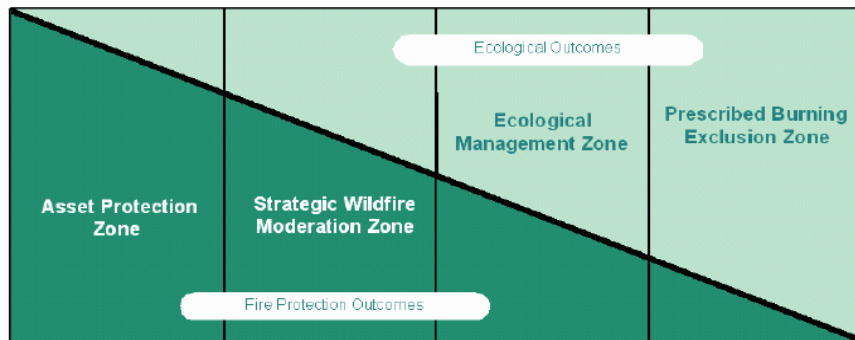 Ecological Outcomes
Ecological
Management Zone
Prescribed Burning
Exclusion Zone
Asset Protection
Zone
Strategic Wildfire
Moderation Zone
Fire Protection Outcomes